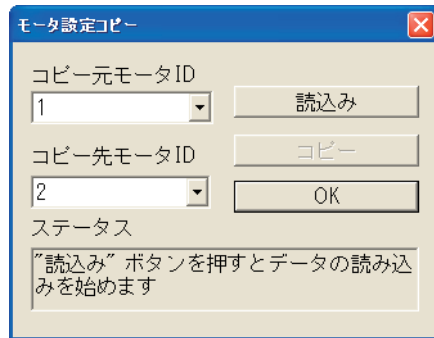 モータ設定コピー
コピー元モータID
1
読込み
コピー先モータID
コピー
2
OK
ステータス
"読込み" ボタンを押すとデータの読み込
みを始めます